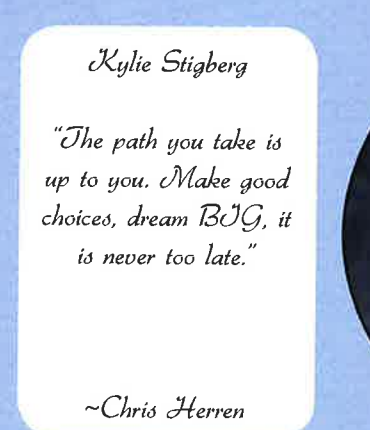 Kylie Stigberg
"The path you take is
up to you. Make good
choices, dream BIG, it
is never too late."
~Chris Herren